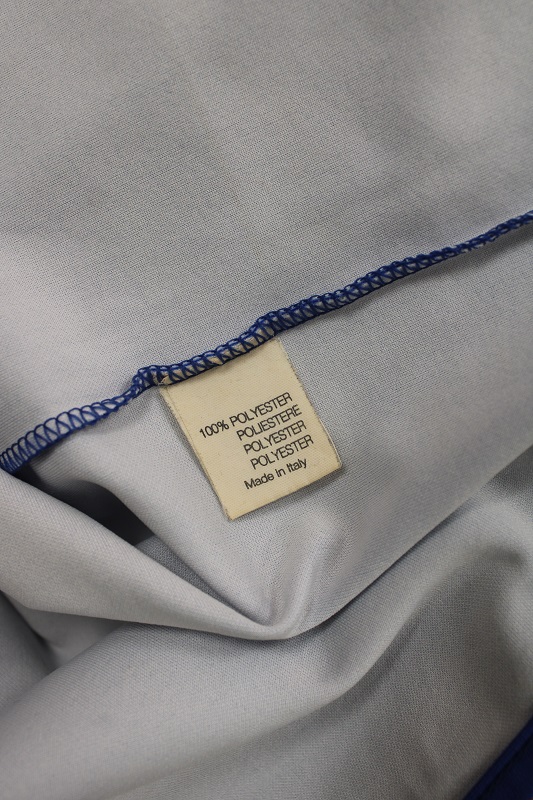 100% POLYESTER
POLIESTERE
POLYESTER
POLYESTER
Made in Italy